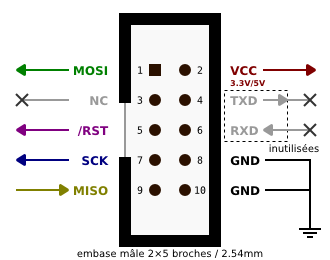 MOSI 1 2 VCC
3.3V/5V
NC 3 4 TXD
/RST 5 6 RXD
inutilisées
SCK 7 8 GND
MISO 9 10 GND
embase mâle 2×5 broches / 2.54mm